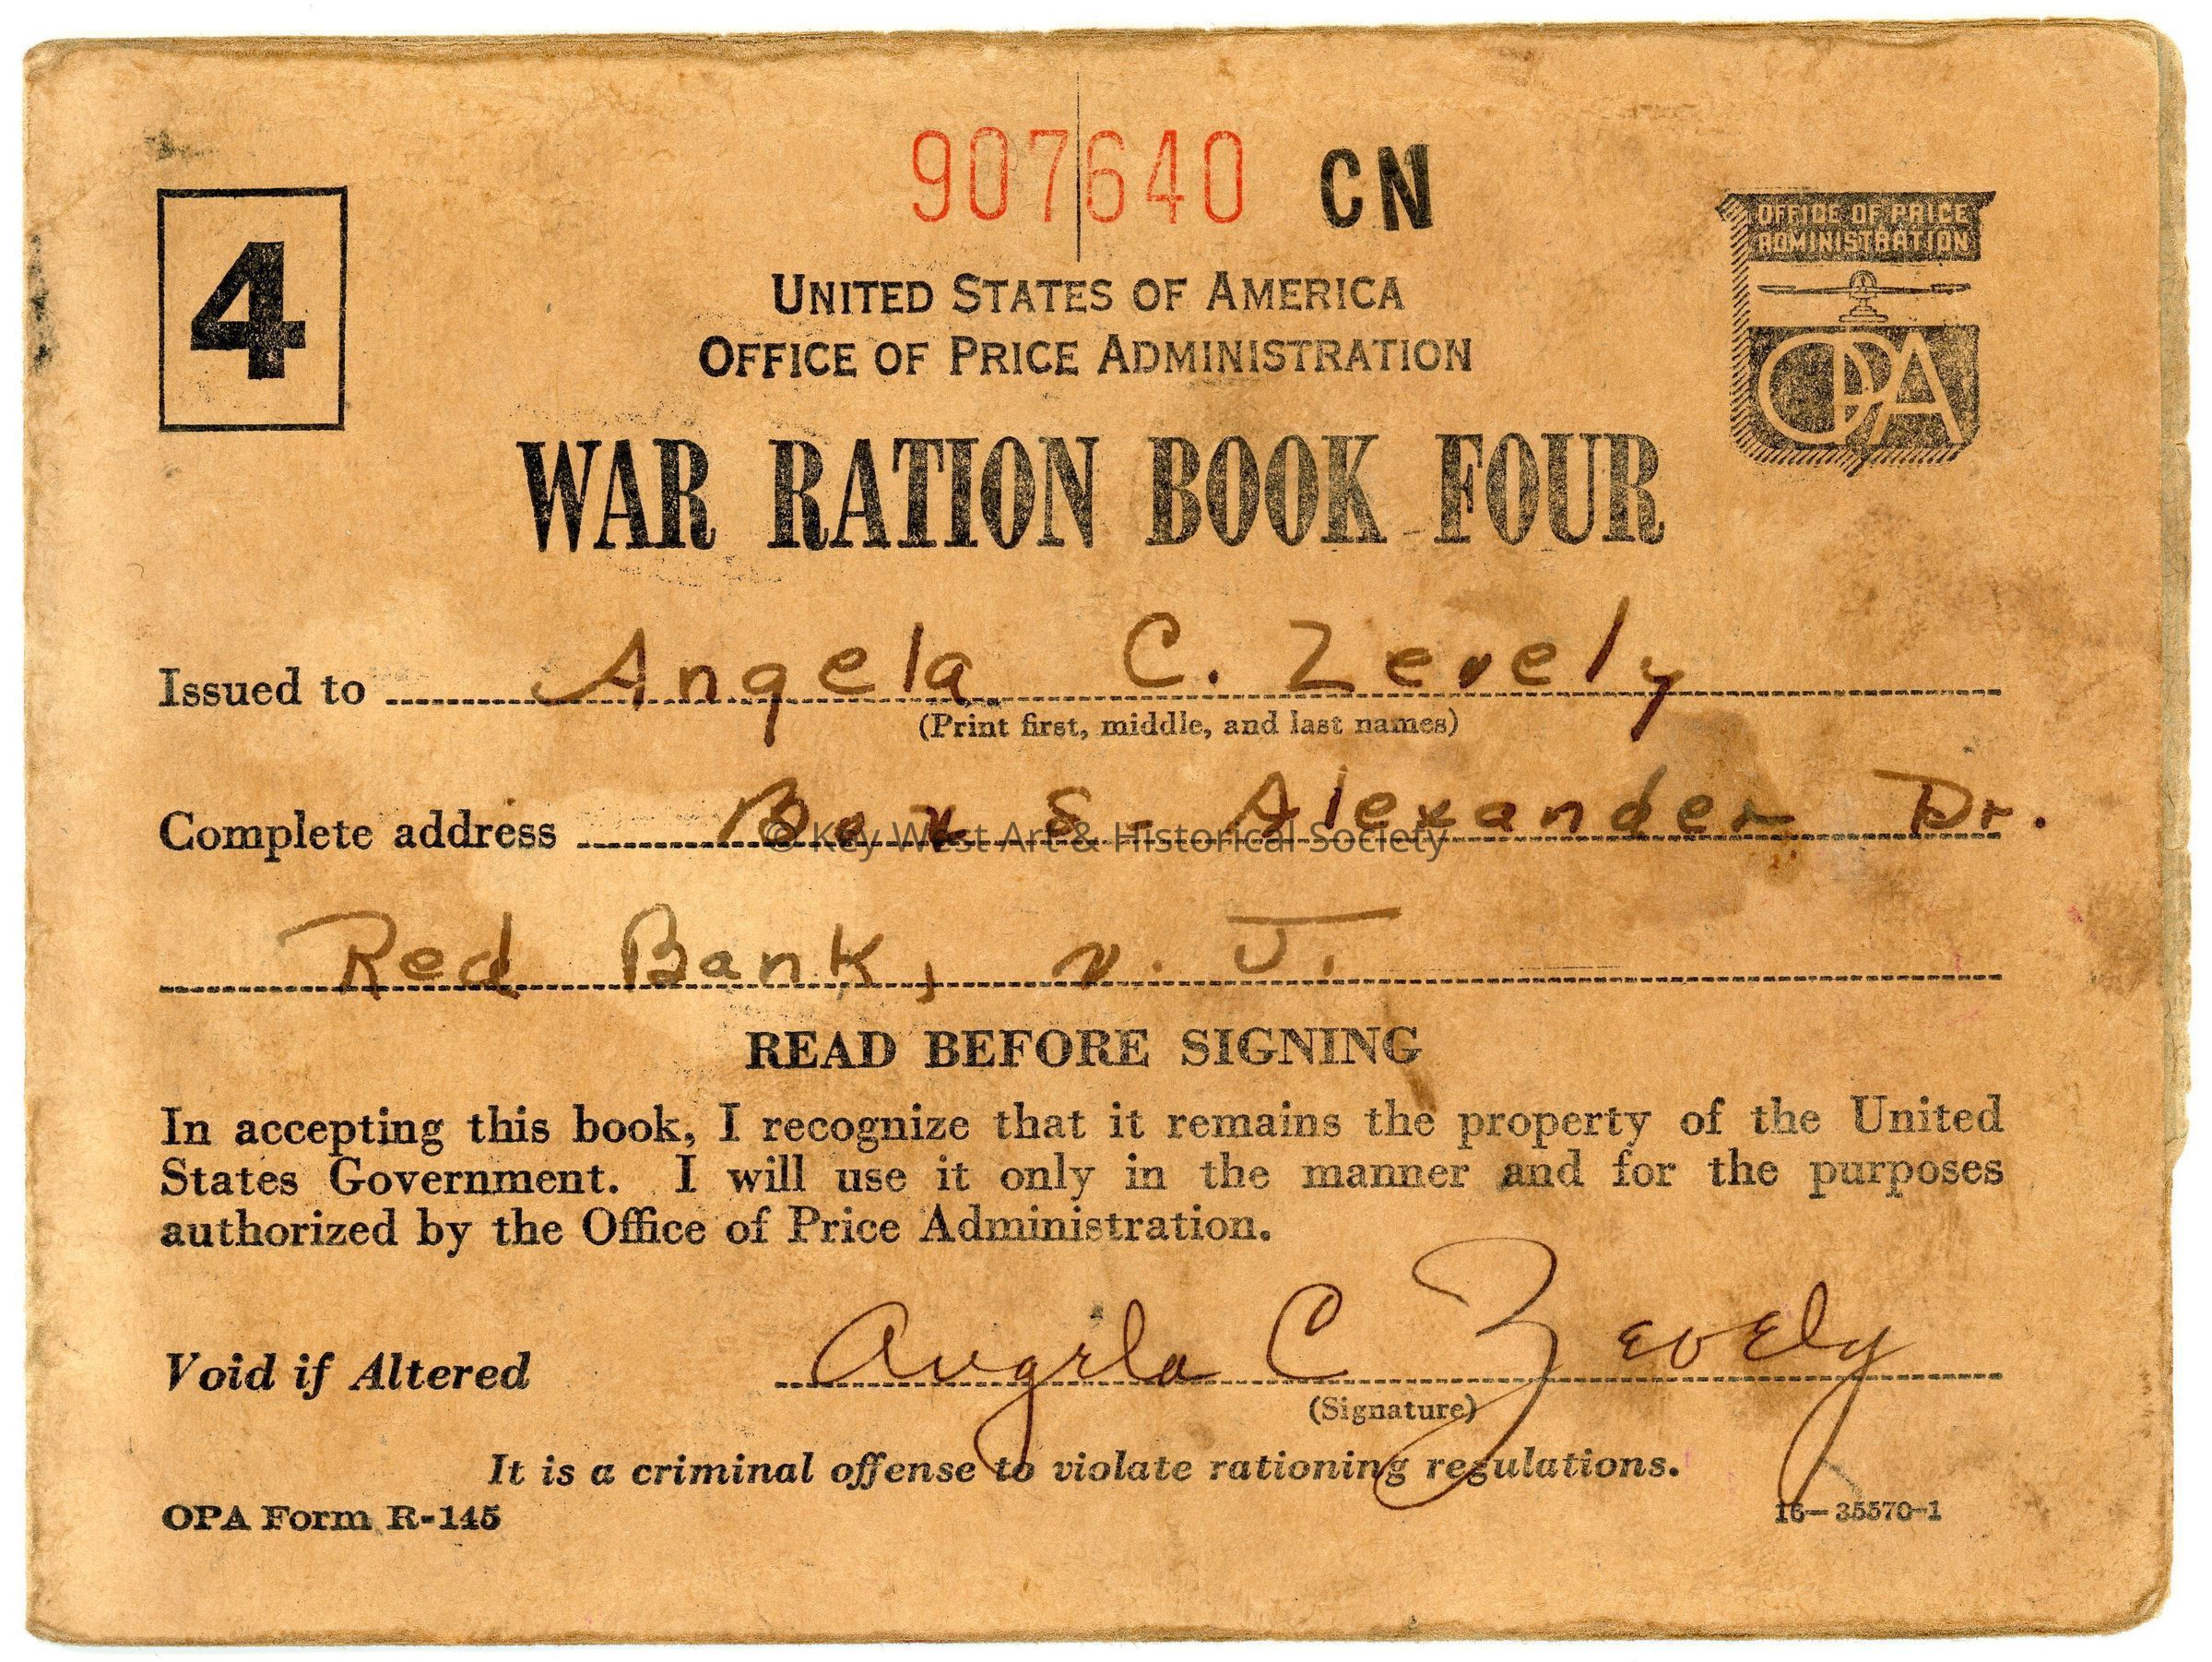 907640 CN
4
OFFICE OF PRICE
ADMINISTRATION
OPA
UNITED STATES OF AMERICA
OFFICE OF PRICE ADMINISTRATION
WAR RATION BOOK FOUR
Issued to Angela C. Zevely
(Print first, middle, and last names)
Complete address Box 8 - Alexander Dr.
© Key West Art & Historical Society
Red Bank, N. J.
READ BEFORE SIGNING
In accepting this book, I recognize that it remains the property of the United
States Government. I will use it only in the manner and for the purposes
authorized by the Office of Price Administration.
Void if Altered Angela C Zevely
(Signature)
It is a criminal offense to violate rationing regulations.
OPA Form R-145 16—35570-1